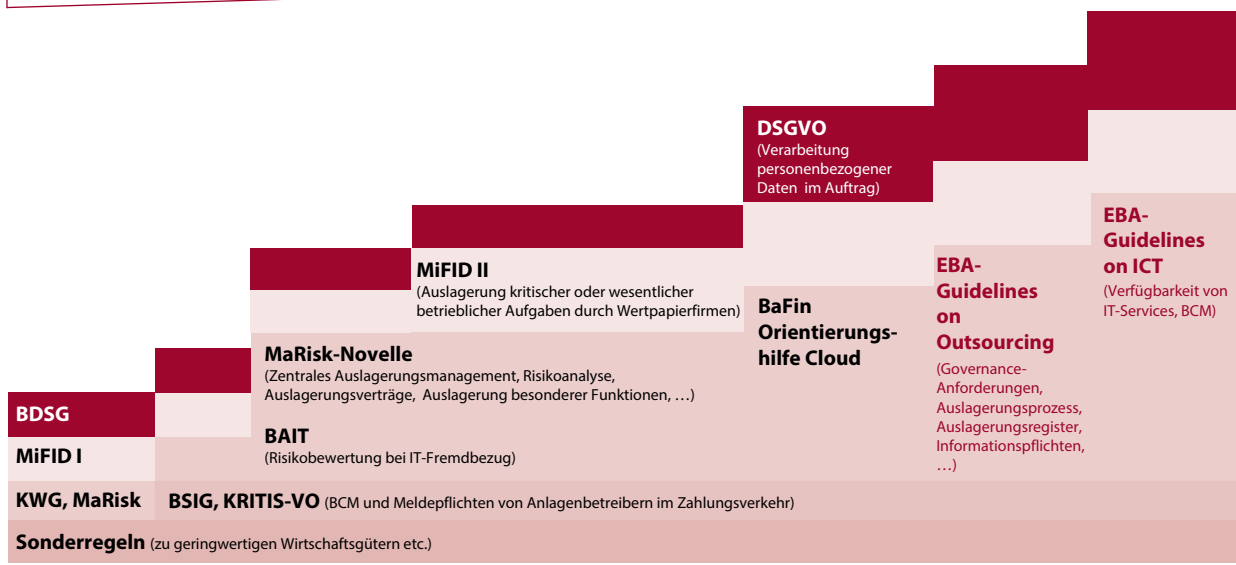 DSGVO
(Verarbeitung
personenbezogener
Daten im Auftrag)
EBA-
Guidelines
on ICT
(Verfügbarkeit von
IT-Services, BCM)
MiFID II
(Auslagerung kritischer oder wesentlicher
betrieblicher Aufgaben durch Wertpapierfirmen)
EBA-
Guidelines
on
Outsourcing
(Governance-
Anforderungen,
Auslagerungsprozess,
Auslagerungsregister,
Informationspflichten,
…)
BaFin
Orientierungs-
hilfe Cloud
MaRisk-Novelle
(Zentrales Auslagerungsmanagement, Risikoanalyse,
Auslagerungsverträge, Auslagerung besonderer Funktionen, …)
BDSG
BAIT
(Risikobewertung bei IT-Fremdbezug)
MiFID I
KWG, MaRisk
BSIG, KRITIS-VO (BCM und Meldepflichten von Anlagenbetreibern im Zahlungsverkehr)
Sonderregeln (zu geringwertigen Wirtschaftsgütern etc.)